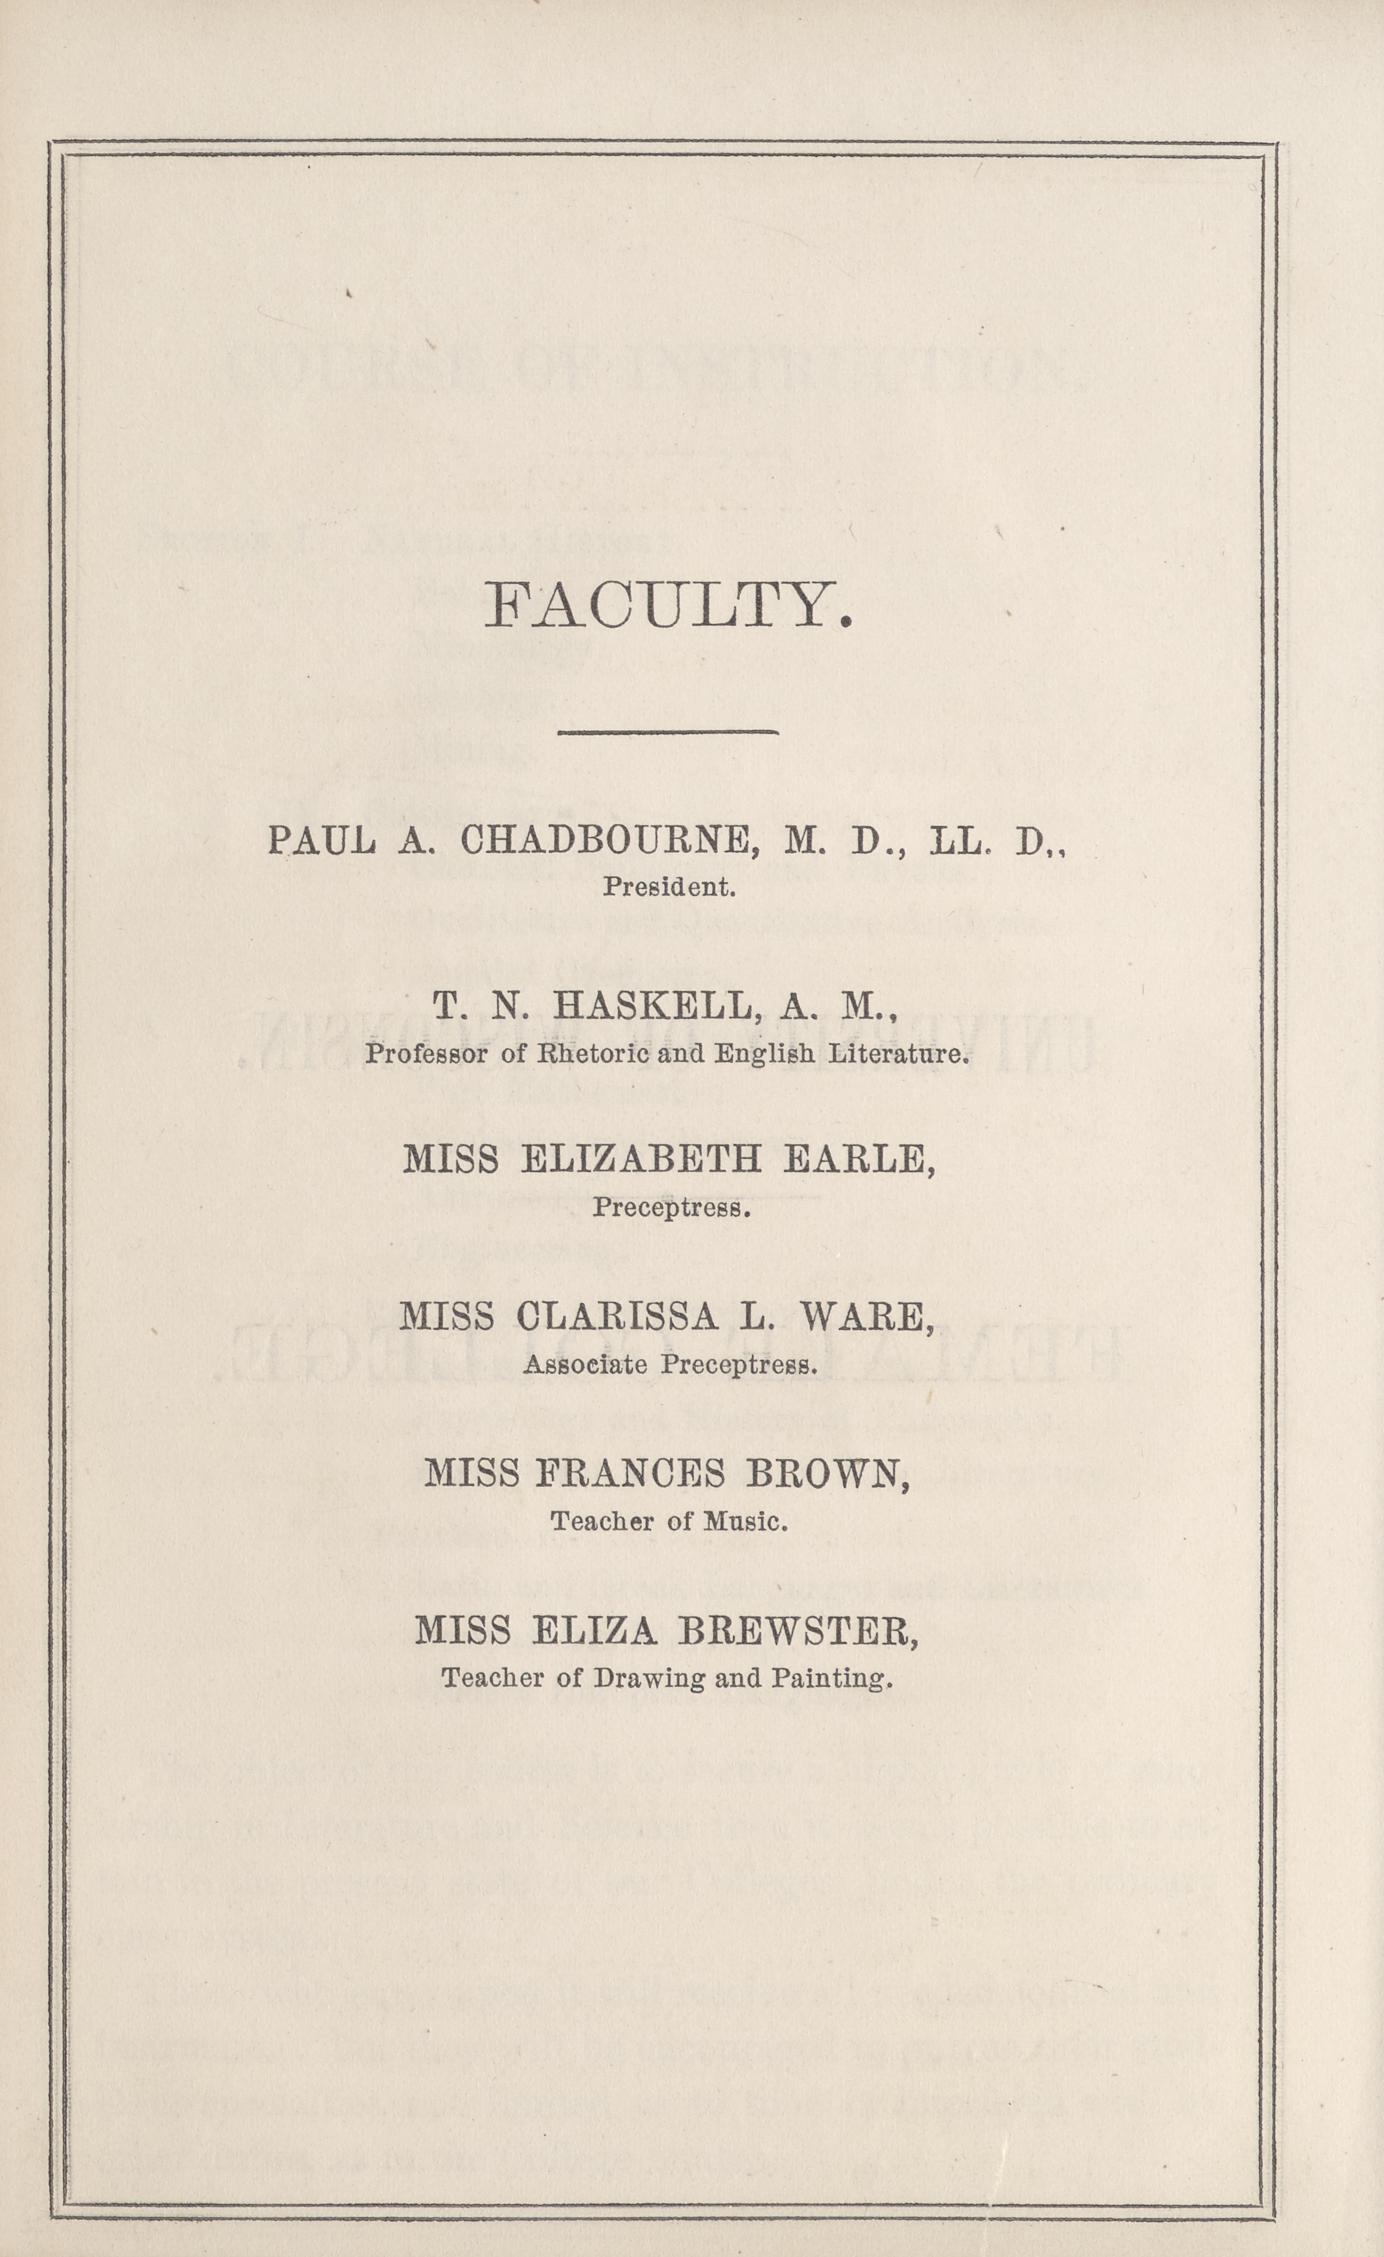 FACULTY.
PAUL A. CHADBOURNE, M. D., LL. D.,
President.
T. N. HASKELL, A. M.,
Professor of Rhetoric and English Literature.
MISS ELIZABETH EARLE,
Preceptress.
MISS CLARISSA L. WARE,
Associate Preceptress.
MISS FRANCES BROWN,
Teacher of Music.
MISS ELIZA BREWSTER,
Teacher of Drawing and Painting.